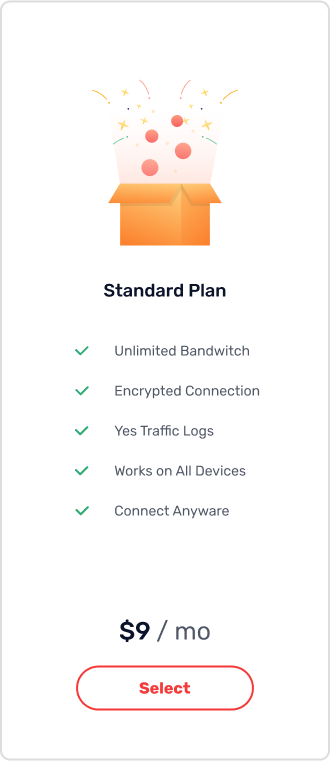 Standard Plan
Unlimited Bandwitch
Encrypted Connection
Yes Traffic Logs
Works on All Devices
Connect Anyware
$9 / mo
Select